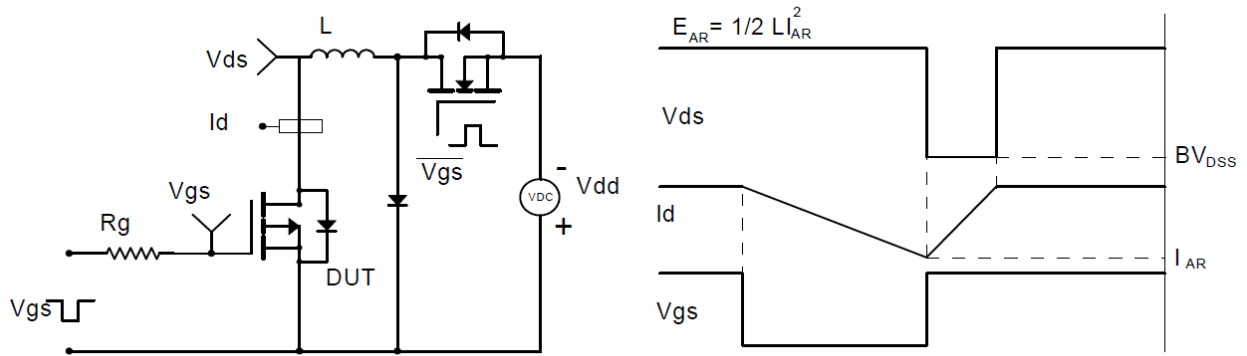 L
Vds
Id
Vgs
Vgs
Rg
DUT
Vgs
VDC
-
Vdd
+
E_AR = 1/2 LI_AR^2
Vds
BV_DSS
Id
I_AR
Vgs